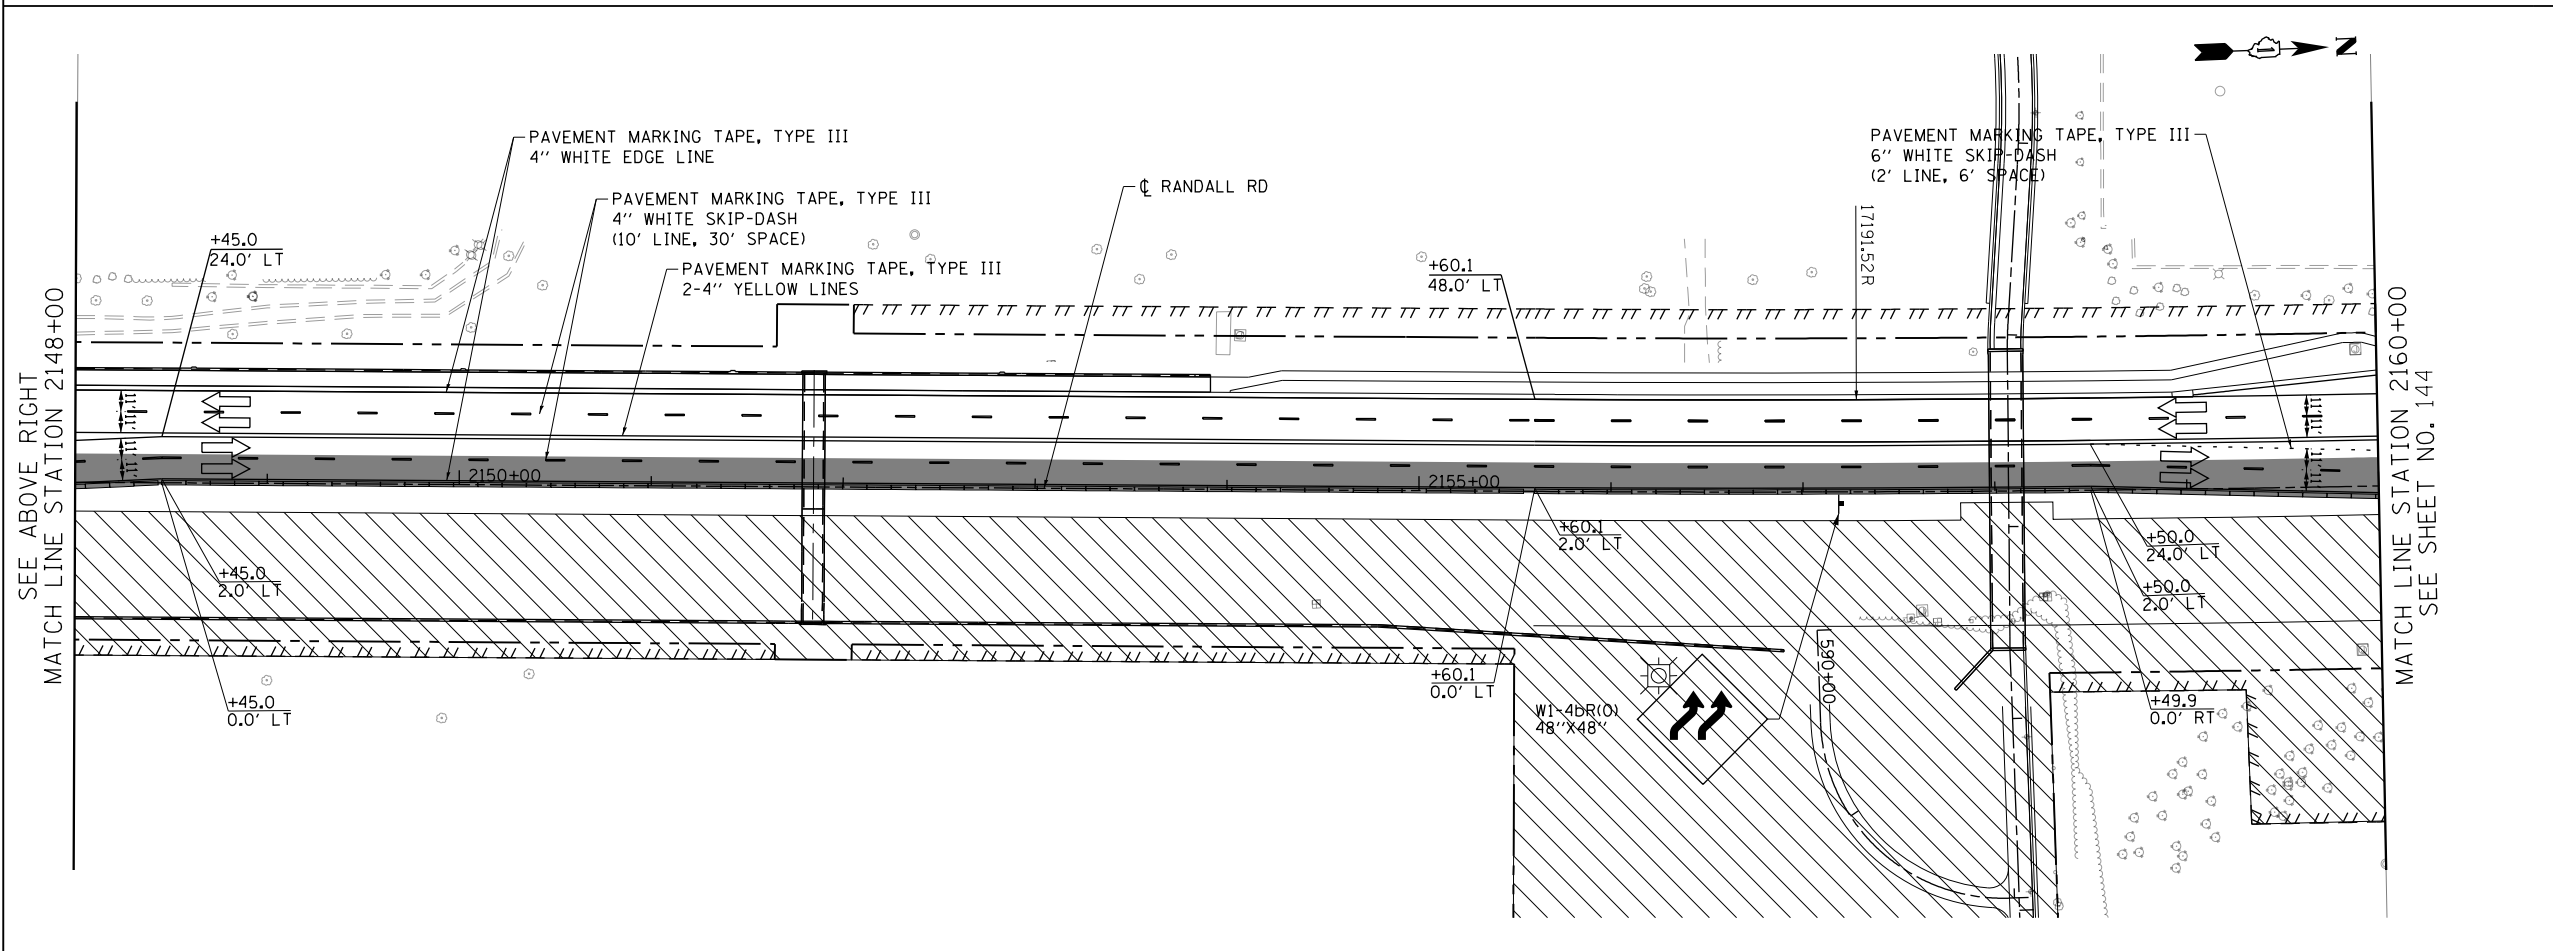 N
PAVEMENT MARKING TAPE, TYPE III
4'' WHITE EDGE LINE
PAVEMENT MARKING TAPE, TYPE III
6'' WHITE SKIP-DASH
(2' LINE, 6' SPACE)
PAVEMENT MARKING TAPE, TYPE III
4'' WHITE SKIP-DASH
(10' LINE, 30' SPACE)
℄ RANDALL RD
17191.52R
+45.0
24.0' LT
PAVEMENT MARKING TAPE, TYPE III
2-4'' YELLOW LINES
+60.1
48.0' LT
SEE ABOVE RIGHT
MATCH LINE STATION 2148+00
MATCH LINE STATION 2160+00
SEE SHEET NO. 144
11'
11'
11'
11'
11'
11'
11'
11'
2150+00
2155+00
+60.1
2.0' LT
+50.0
24.0' LT
+45.0
2.0' LT
+50.0
2.0' LT
+45.0
0.0' LT
+60.1
0.0' LT
590+00
W1-4bR(O)
48''X48''
+49.9
0.0' RT